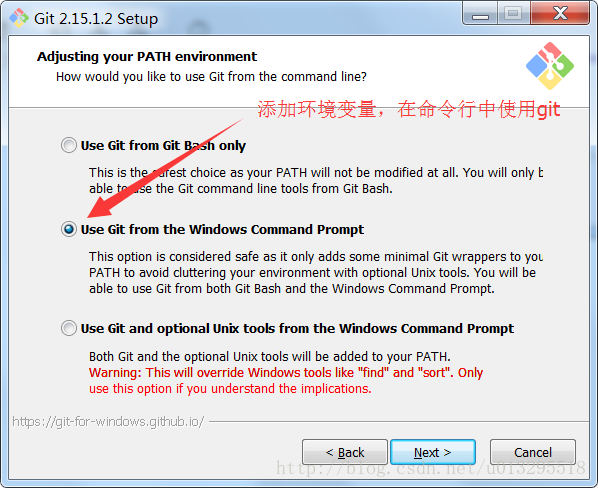 Git 2.15.1.2 Setup
Adjusting your PATH environment
How would you like to use Git from the command line?
添加环境变量，在命令行中使用git
Use Git from Git Bash only
This is the surest choice as your PATH will not be modified at all. You will only b
able to use the Git command line tools from Git Bash.
Use Git from the Windows Command Prompt
This option is considered safe as it only adds some minimal Git wrappers to you
PATH to avoid cluttering your environment with optional Unix tools. You will be
able to use Git from both Git Bash and the Windows Command Prompt.
Use Git and optional Unix tools from the Windows Command Prompt
Both Git and the optional Unix tools will be added to your PATH.
Warning: This will override Windows tools like "find" and "sort". Only
use this option if you understand the implications.
https://git-for-windows.github.io/
< Back
Next >
Cancel
http://blog.csdn.net/u013295518